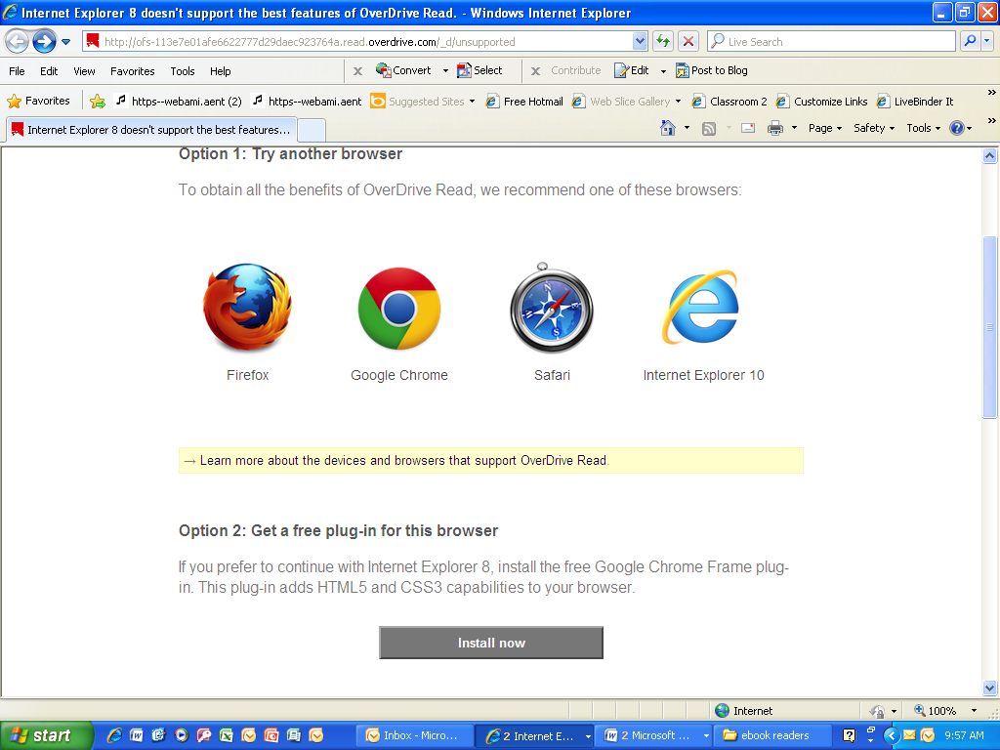 Internet Explorer 8 doesn't support the best features of OverDrive Read. - Windows Internet Explorer
http://ofs-113e7e01afe6622777d29daec923764a.read.overdrive.com/_d/unsupported
Live Search
File Edit View Favorites Tools Help
x Convert Select
x Contribute Edit Post to Blog
Favorites
https--webami.aent (2) https--webami.aent Suggested Sites Free Hotmail Web Slice Gallery Classroom 2 Customize Links LiveBinder It
Internet Explorer 8 doesn't support the best features...
Page Safety Tools
Option 1: Try another browser
To obtain all the benefits of OverDrive Read, we recommend one of these browsers:
Firefox Google Chrome Safari Internet Explorer 10
→ Learn more about the devices and browsers that support OverDrive Read.
Option 2: Get a free plug-in for this browser
If you prefer to continue with Internet Explorer 8, install the free Google Chrome Frame plug-
in. This plug-in adds HTML5 and CSS3 capabilities to your browser.
Install now
Internet 100%
start Inbox - Micro... 2 Internet E... 2 Microsoft ... ebook readers 9:57 AM